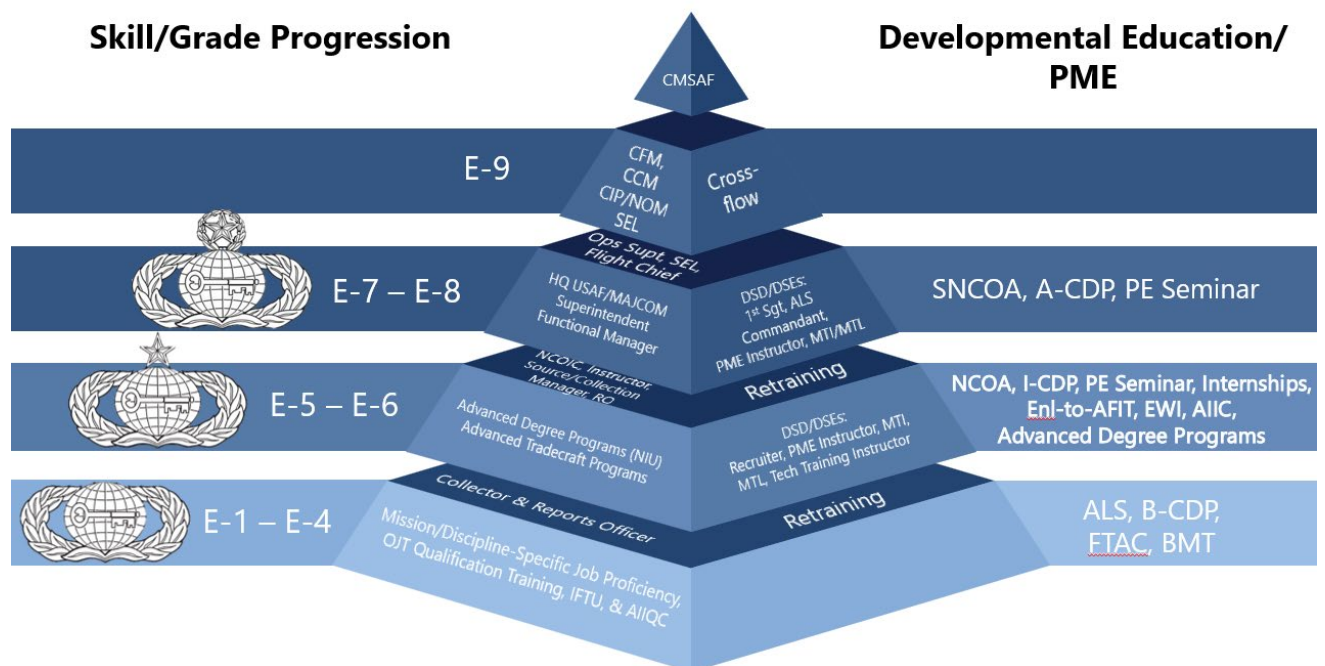 Skill/Grade Progression
Developmental Education/
PME
CMSAF
E-9
CFM,
CCM
CIP/NOM
SEL
Cross-
flow
Ops Supt, SEL,
Flight Chief
E-7 – E-8
HQ USAF/MAJCOM
Superintendent
Functional Manager
DSD/DSEs:
1st Sgt, ALS
Commandant,
PME Instructor, MTI/MTL
SNCOA, A-CDP, PE Seminar
NCOIC, Instructor,
Source/Collection
Manager, RO
Retraining
E-5 – E-6
Advanced Degree Programs (NIU)
Advanced Tradecraft Programs
DSD/DSEs:
Recruiter, PME Instructor, MTI,
MTL, Tech Training Instructor
NCOA, I-CDP, PE Seminar, Internships,
Enl-to-AFIT, EWI, AIIC,
Advanced Degree Programs
Collector & Reports Officer
Retraining
E-1 – E-4
Mission/Discipline-Specific Job Proficiency,
OJT Qualification Training, IFTU, & AIIQC
ALS, B-CDP,
FTAC, BMT